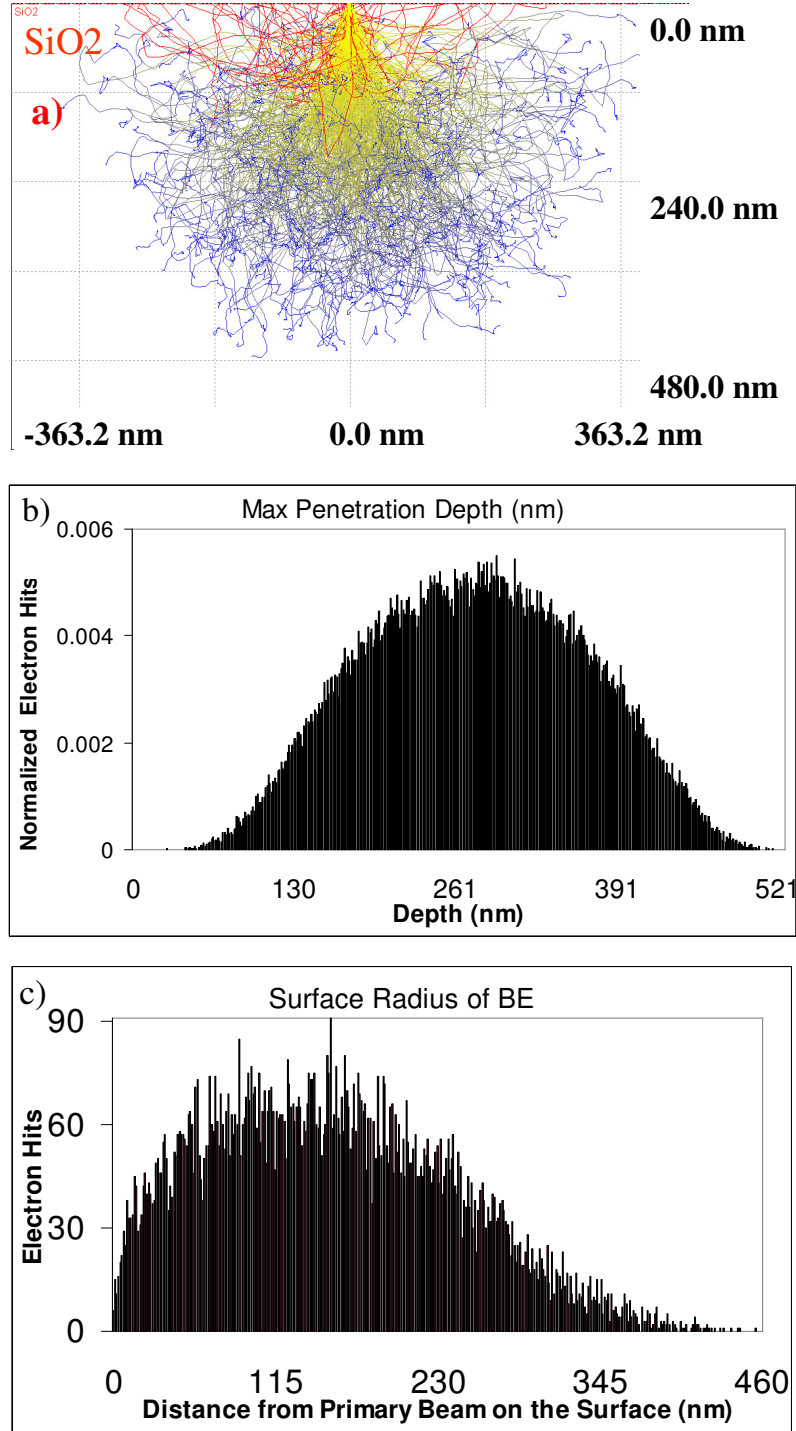 SiO2
SiO2
a)
0.0 nm
240.0 nm
480.0 nm
-363.2 nm 0.0 nm 363.2 nm
b)
Max Penetration Depth (nm)
Normalized Electron Hits
0.006
0.004
0.002
0
0 130 261 391 521
Depth (nm)
c)
Surface Radius of BE
Electron Hits
90
60
30
0
0 115 230 345 460
Distance from Primary Beam on the Surface (nm)